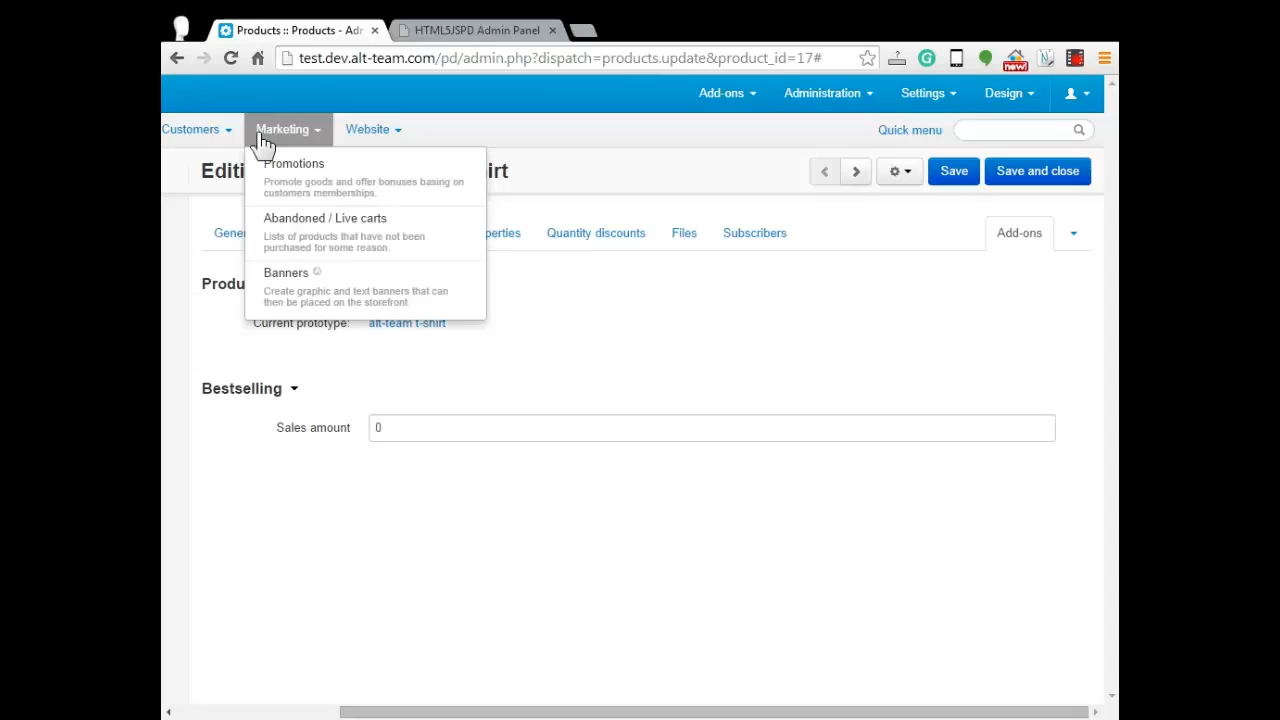 Products :: Products - Adr
HTML5JSPD Admin Panel
test.dev.alt-team.com/pd/admin.php?dispatch=products.update&product_id=17#
new!
Add-ons
Administration
Settings
Design
Customers
Marketing
Website
Quick menu
Editi
irt
Save
Save and close
Promotions
Promote goods and offer bonuses basing on
customers memberships.
Abandoned / Live carts
Lists of products that have not been
purchased for some reason.
Banners
Create graphic and text banners that can
then be placed on the storefront.
Gener
perties
Quantity discounts
Files
Subscribers
Add-ons
Produ
Current prototype: alt-team t-shirt
Bestselling
Sales amount
0